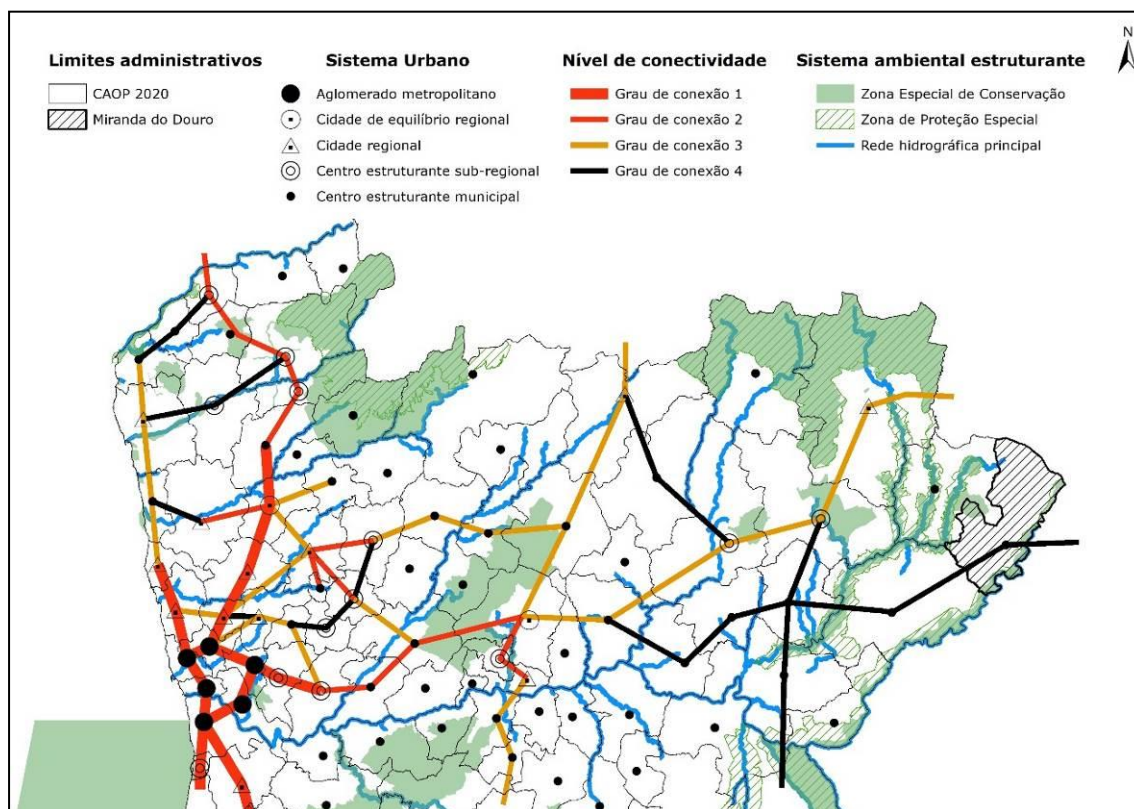 N
Limites administrativos
CAOP 2020
Miranda do Douro
Sistema Urbano
Aglomerado metropolitano
Cidade de equilíbrio regional
Cidade regional
Centro estruturante sub-regional
Centro estruturante municipal
Nível de conectividade
Grau de conexão 1
Grau de conexão 2
Grau de conexão 3
Grau de conexão 4
Sistema ambiental estruturante
Zona Especial de Conservação
Zona de Proteção Especial
Rede hidrográfica principal